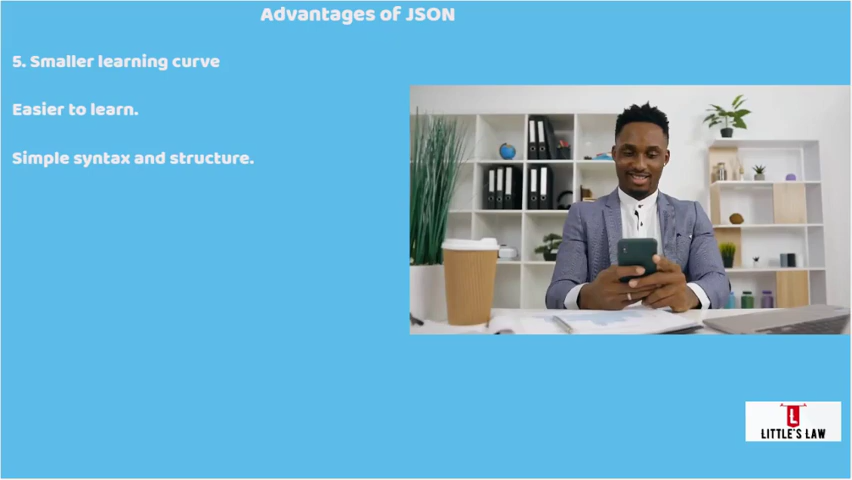 Advantages of JSON
5. Smaller learning curve
Easier to learn.
Simple syntax and structure.
L
LITTLE'S LAW